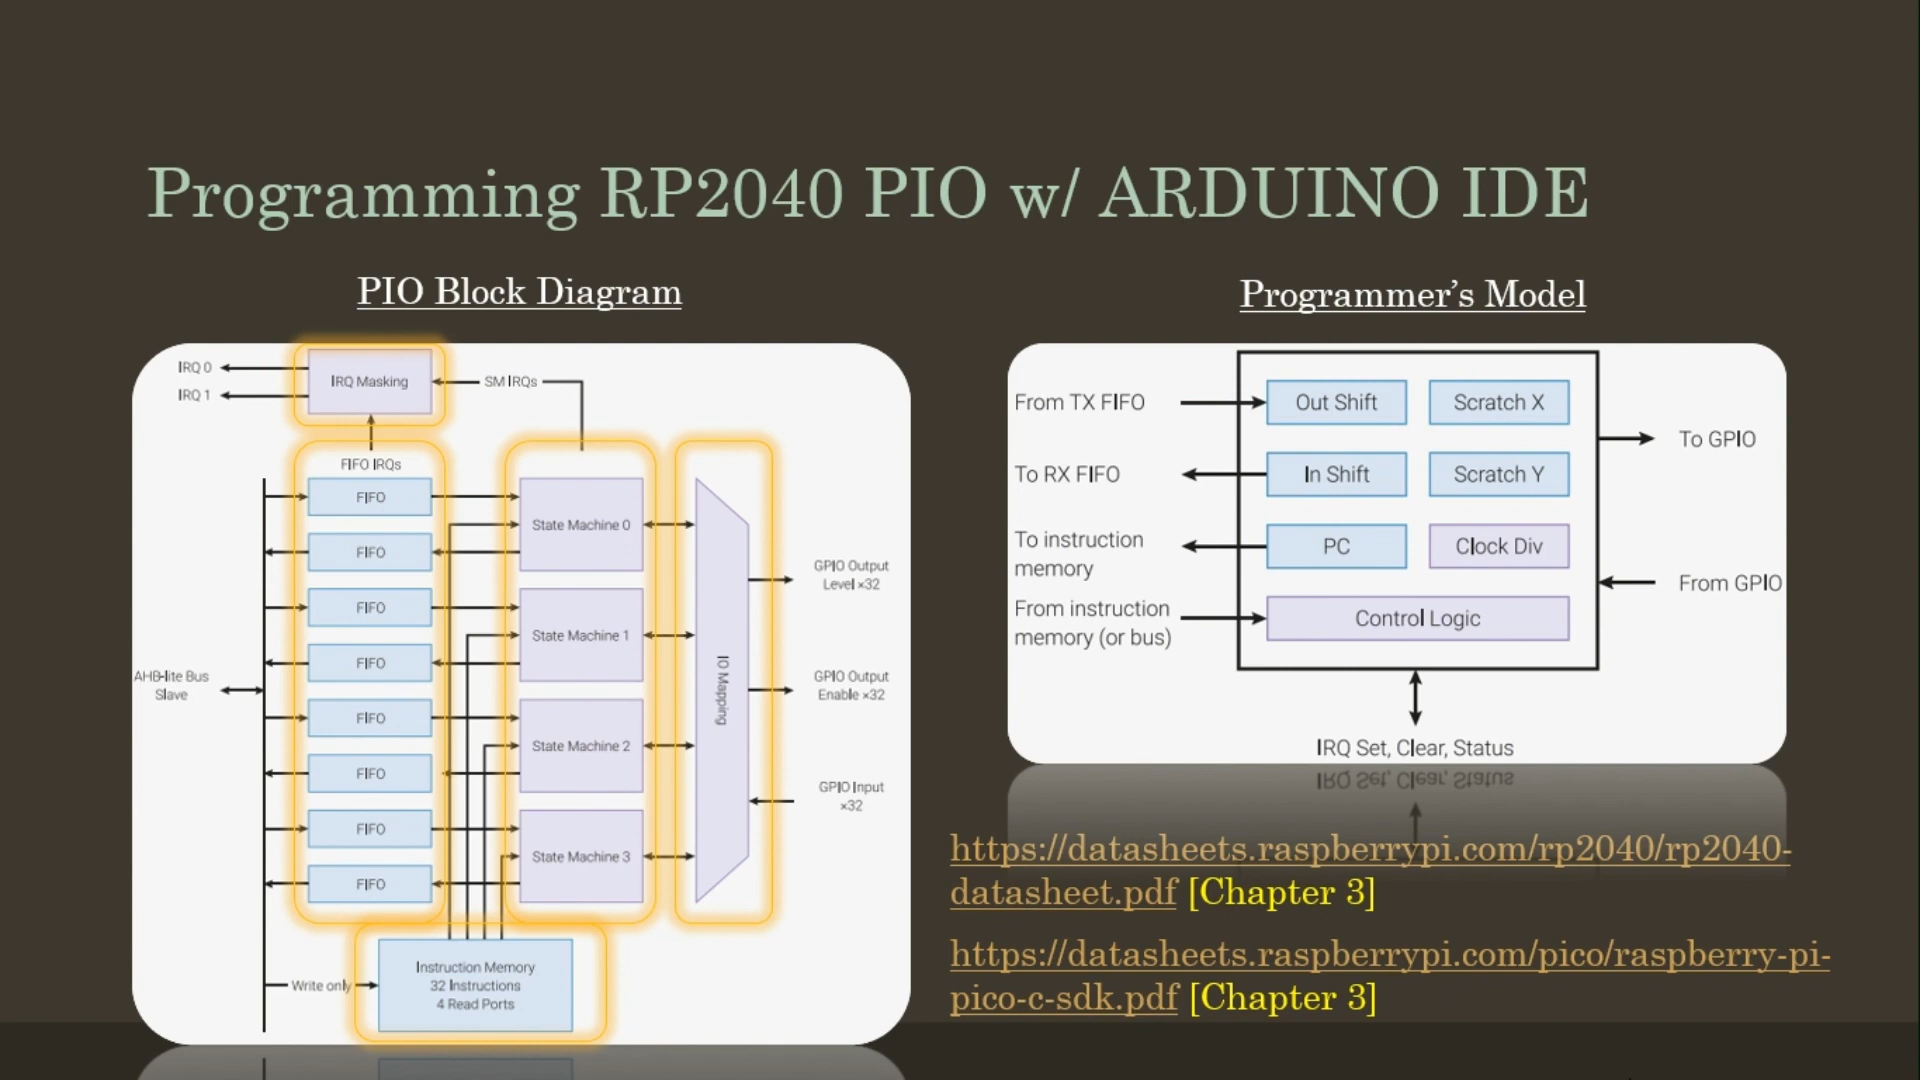 Programming RP2040 PIO w/ ARDUINO IDE
PIO Block Diagram
IRQ 0
IRQ 1
IRQ Masking
SM IRQs
FIFO IRQs
FIFO
FIFO
FIFO
FIFO
FIFO
FIFO
FIFO
FIFO
AHB-lite Bus
Slave
State Machine 0
State Machine 1
State Machine 2
State Machine 3
IO Mapping
GPIO Output
Level ×32
GPIO Output
Enable ×32
GPIO Input
×32
Write only
Instruction Memory
32 Instructions
4 Read Ports
Programmer’s Model
From TX FIFO
To RX FIFO
To instruction
memory
From instruction
memory (or bus)
Out Shift
Scratch X
In Shift
Scratch Y
PC
Clock Div
Control Logic
To GPIO
From GPIO
IRQ Set, Clear, Status
https://datasheets.raspberrypi.com/rp2040/rp2040-
datasheet.pdf [Chapter 3]
https://datasheets.raspberrypi.com/pico/raspberry-pi-
pico-c-sdk.pdf [Chapter 3]